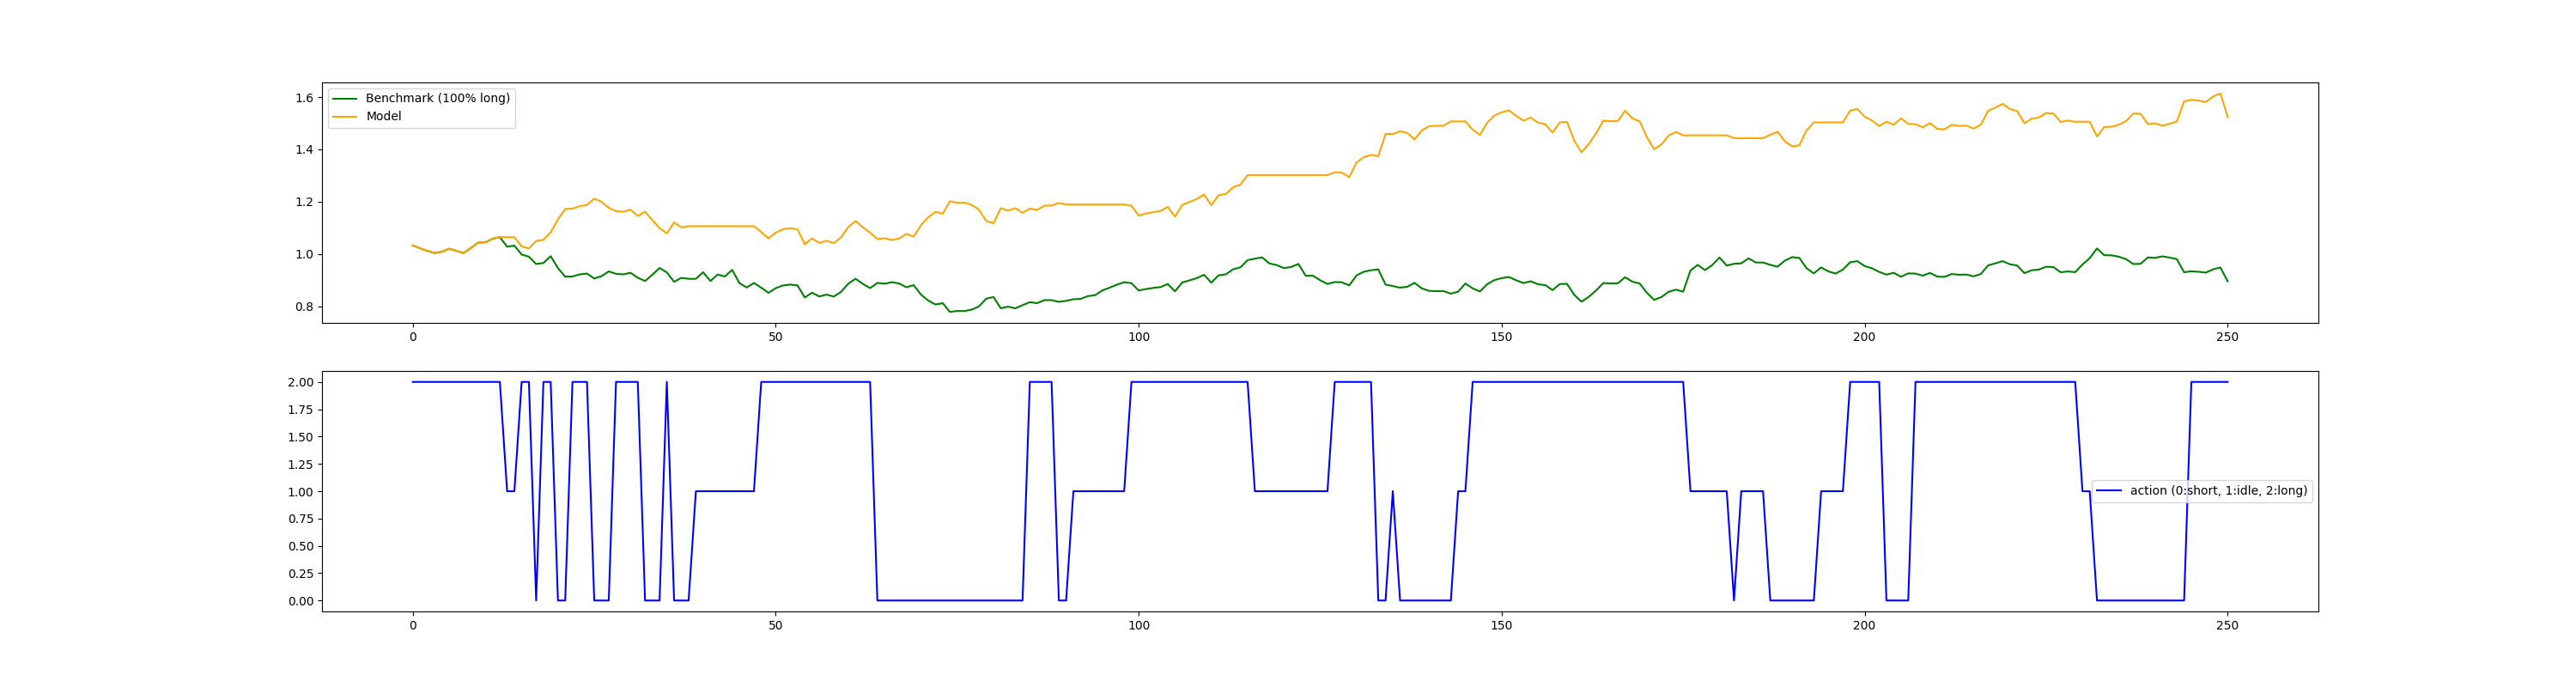 Benchmark (100% long)
Model
1.6
1.4
1.2
1.0
0.8
0 50 100 150 200 250
2.00
1.75
1.50
1.25
1.00
0.75
0.50
0.25
0.00
action (0:short, 1:idle, 2:long)
0 50 100 150 200 250